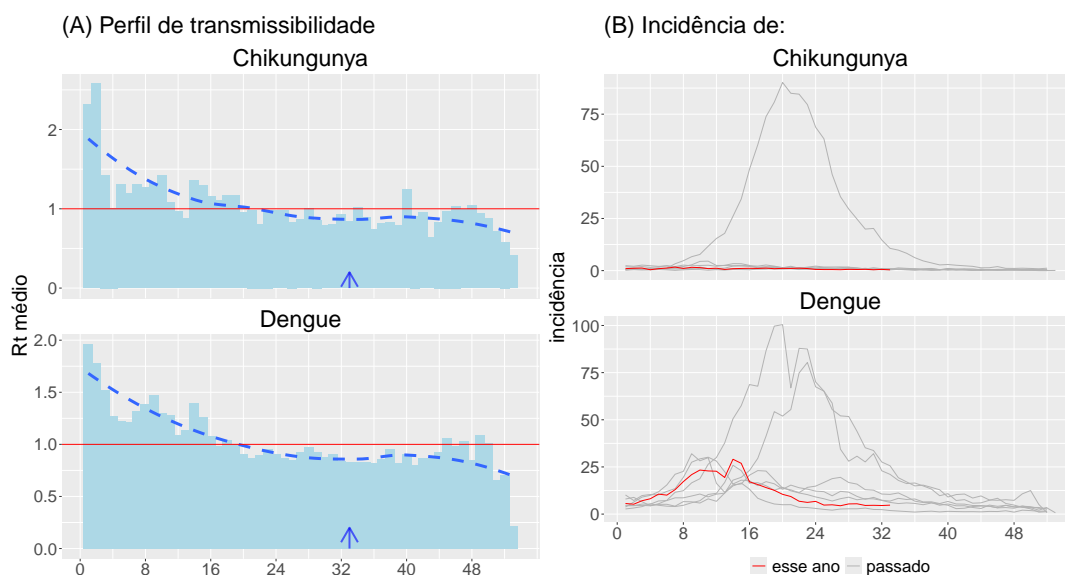 (A) Perfil de transmissibilidade
Chikungunya
2
1
0
Dengue
2.0
1.5
1.0
0.5
0.0
0 8 16 24 32 40 48
Rt médio
(B) Incidência de:
Chikungunya
75
50
25
0
Dengue
100
75
50
25
0
0 8 16 24 32 40 48
incidência
esse ano passado